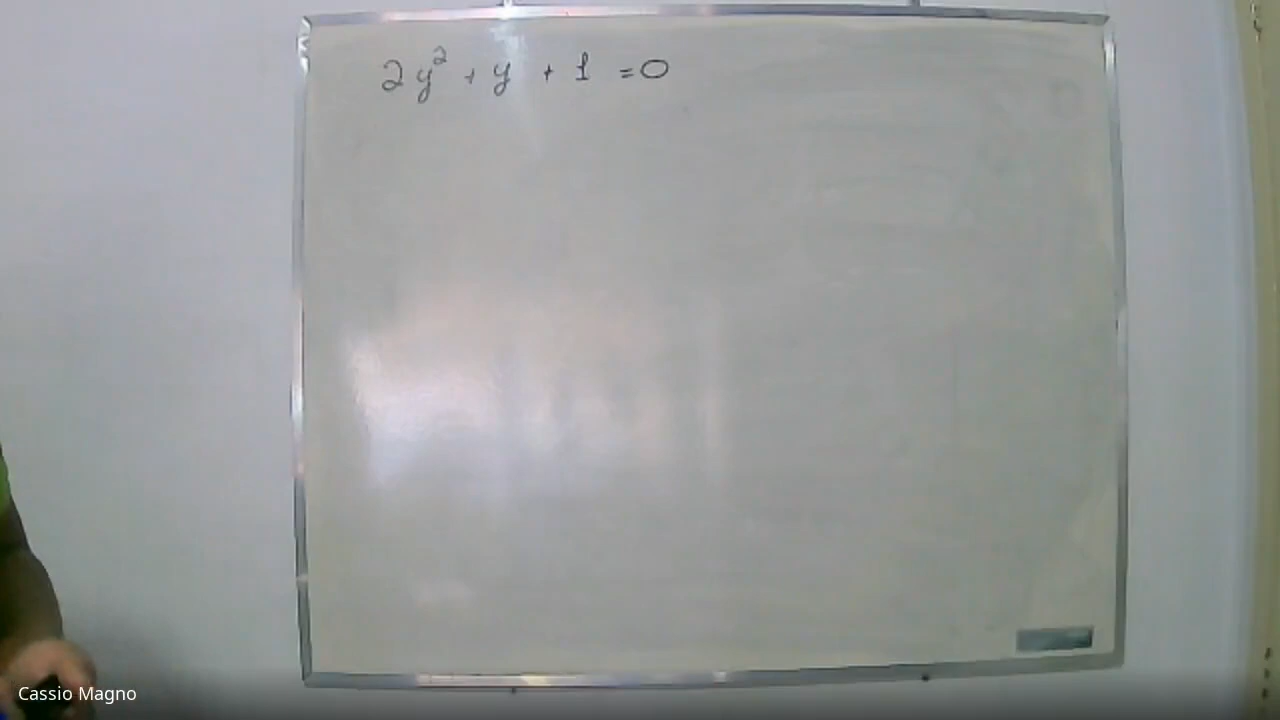 2y² + y + 1 = 0
Cassio Magno